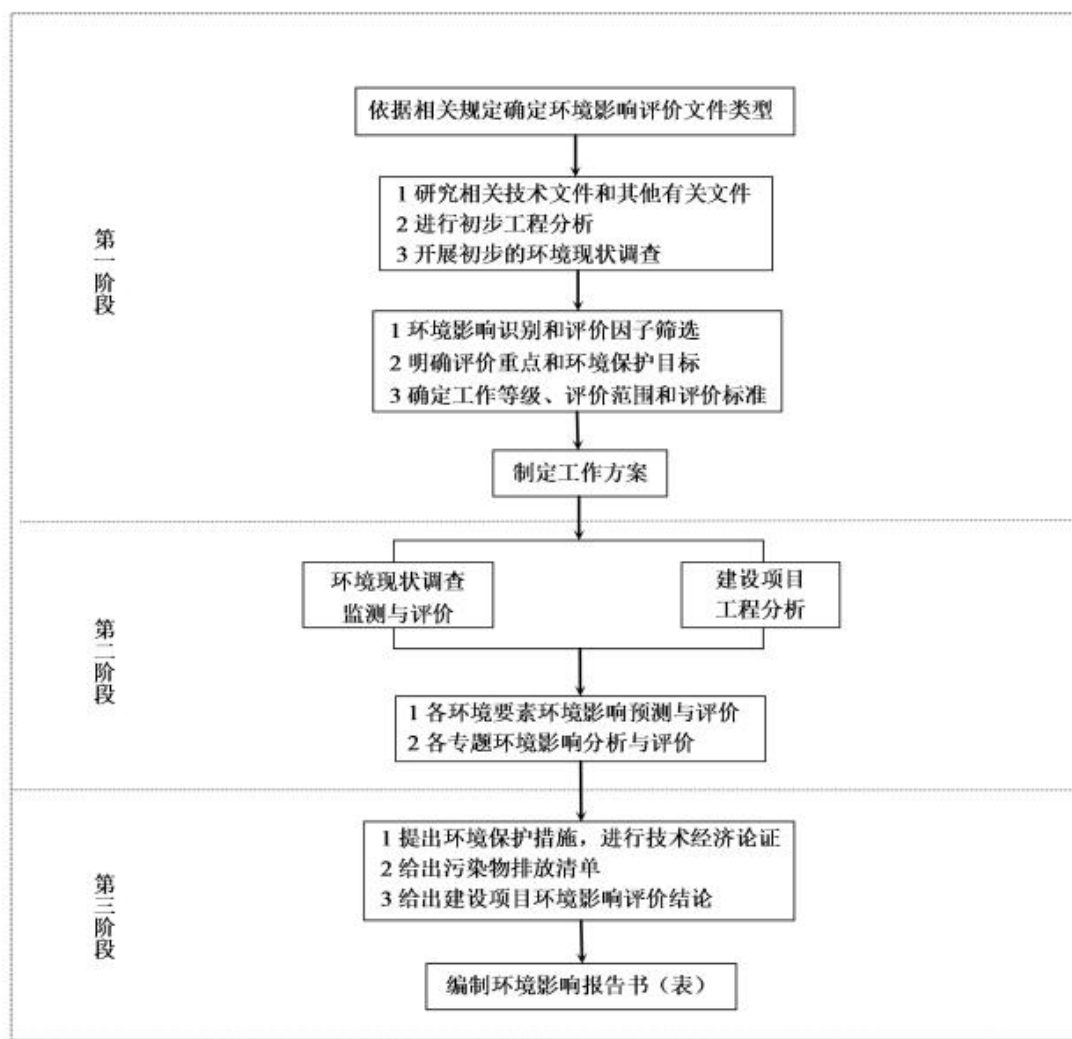 依据相关规定确定环境影响评价文件类型
1 研究相关技术文件和其他有关文件
2 进行初步工程分析
3 开展初步的环境现状调查
第一阶段
1 环境影响识别和评价因子筛选
2 明确评价重点和环境保护目标
3 确定工作等级、评价范围和评价标准
制定工作方案
环境现状调查
监测与评价
建设项目
工程分析
第二阶段
1 各环境要素环境影响预测与评价
2 各专题环境影响分析与评价
1 提出环境保护措施，进行技术经济论证
2 给出污染物排放清单
3 给出建设项目环境影响评价结论
第三阶段
编制环境影响报告书（表）